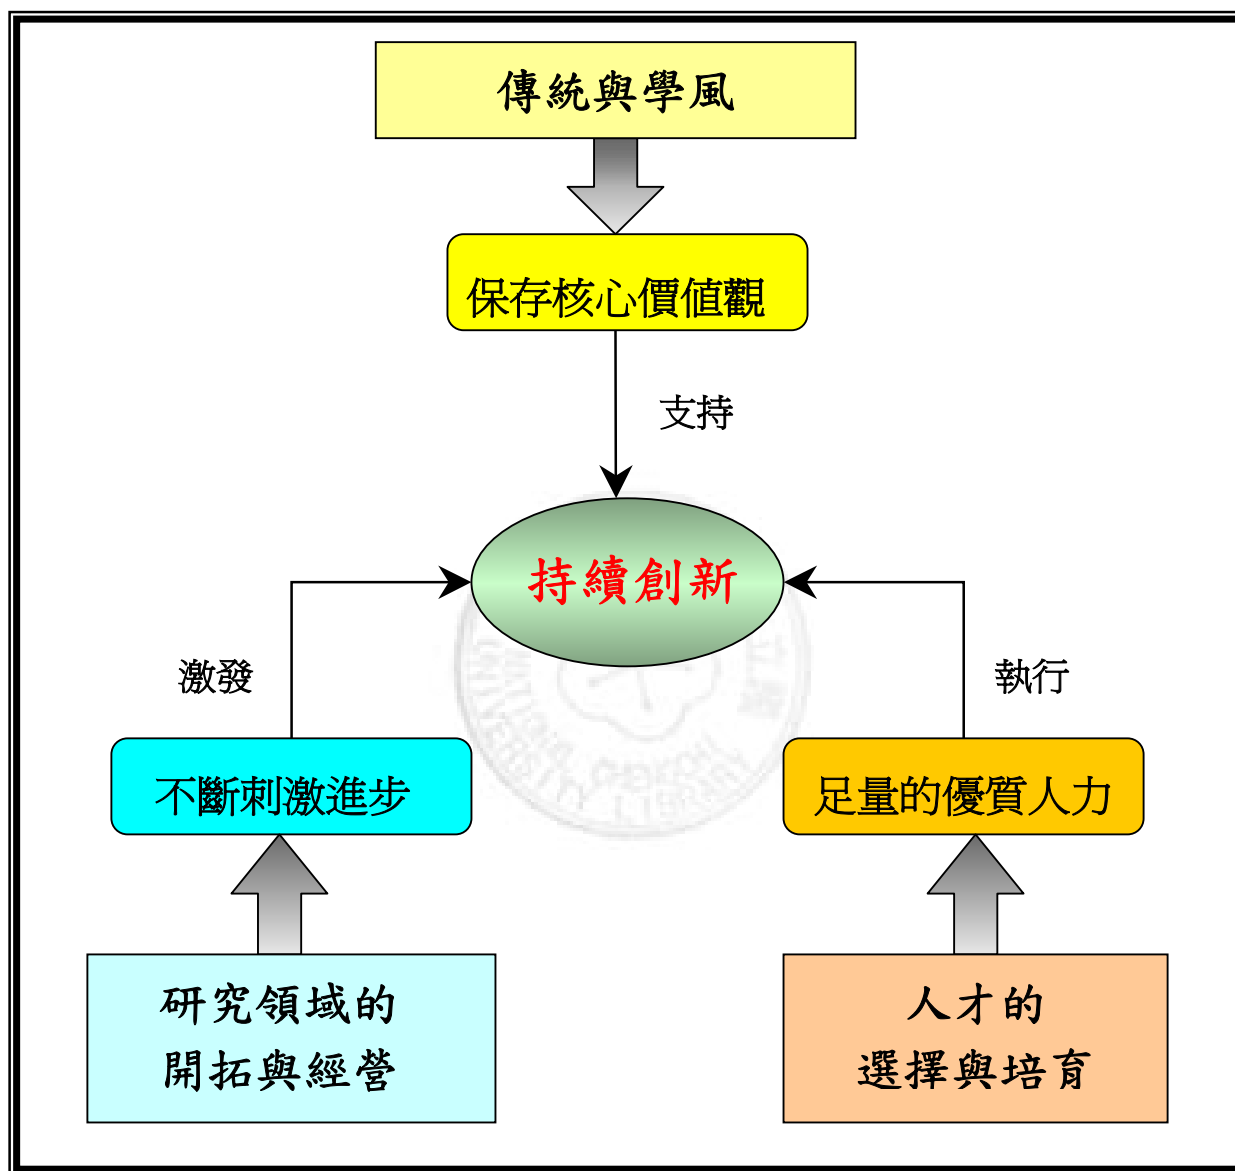 傳統與學風
保存核心價值觀
支持
持續創新
激發
執行
不斷刺激進步
足量的優質人力
研究領域的
開拓與經營
人才的
選擇與培育